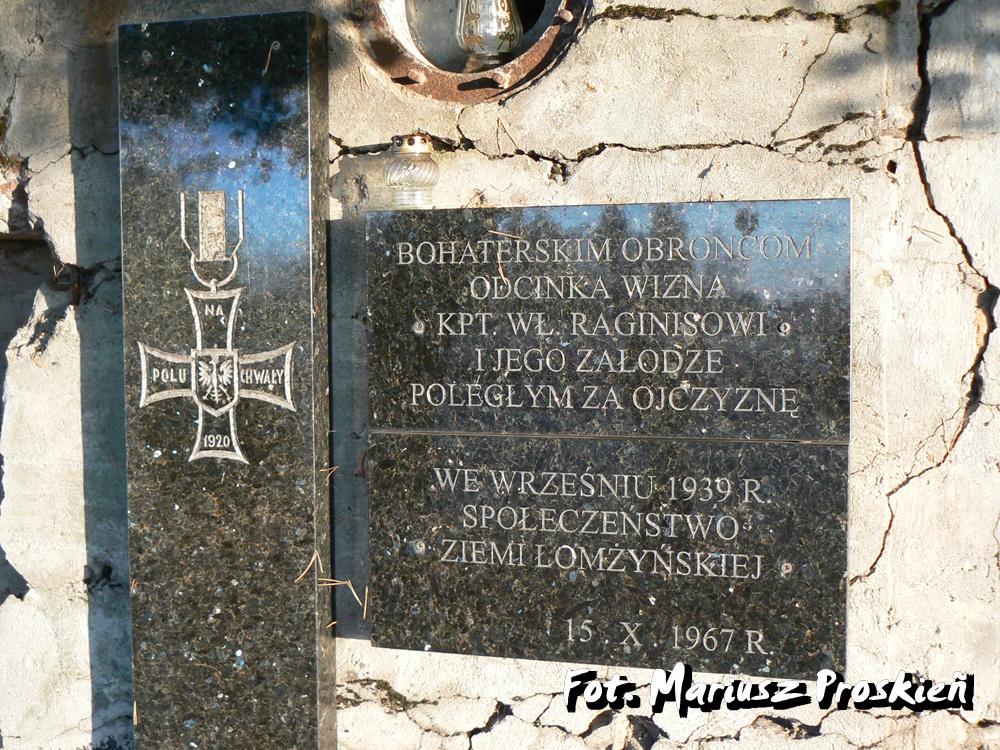 NA
POLU CHWAŁY
1920
BOHATERSKIM OBROŃCOM
ODCINKA WIZNA
KPT. WŁ. RAGINISOWI
I JEGO ZAŁODZE
POLEGŁYM ZA OJCZYZNĘ
WE WRZEŚNIU 1939 R.
SPOŁECZEŃSTWO
ZIEMI ŁOMŻYŃSKIEJ
15 . X . 1967 R.
Fot. Mariusz Proskień